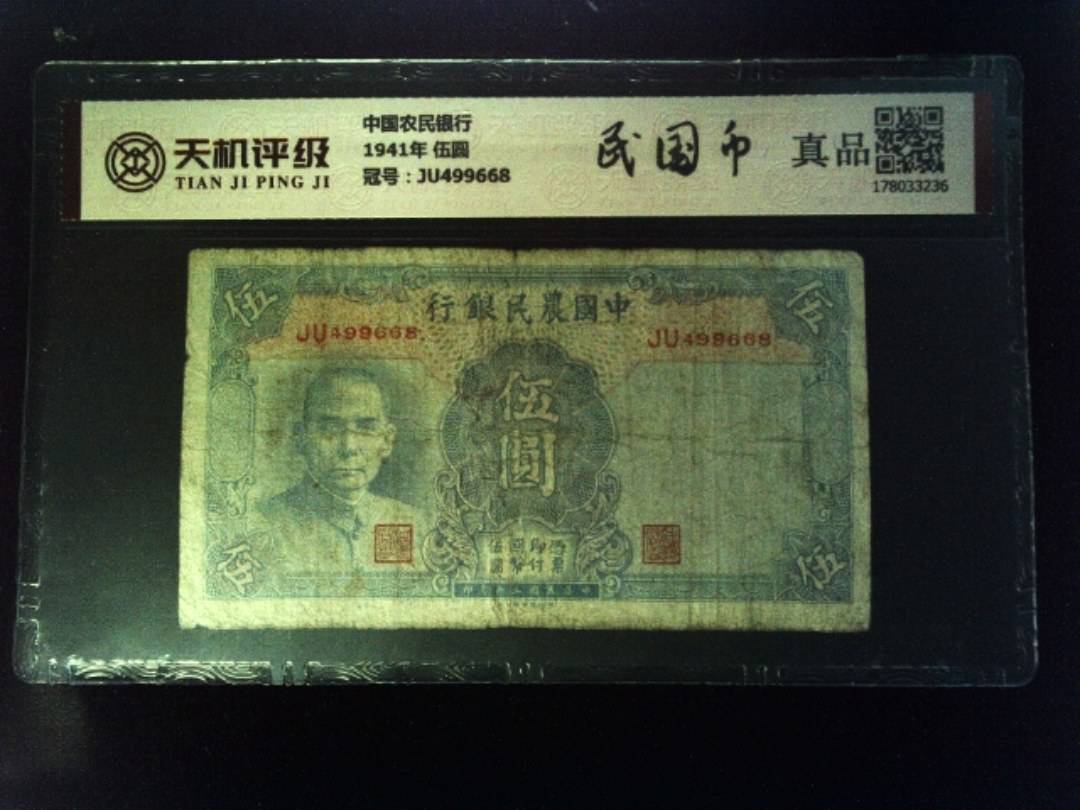 天机评级
TIAN JI PING JI
中国农民银行
1941年 伍圆
冠号：JU499668
民国币
真品
178033236
行銀民農國中
伍
伍
JU499668
JU499668
伍
圓
伍
伍